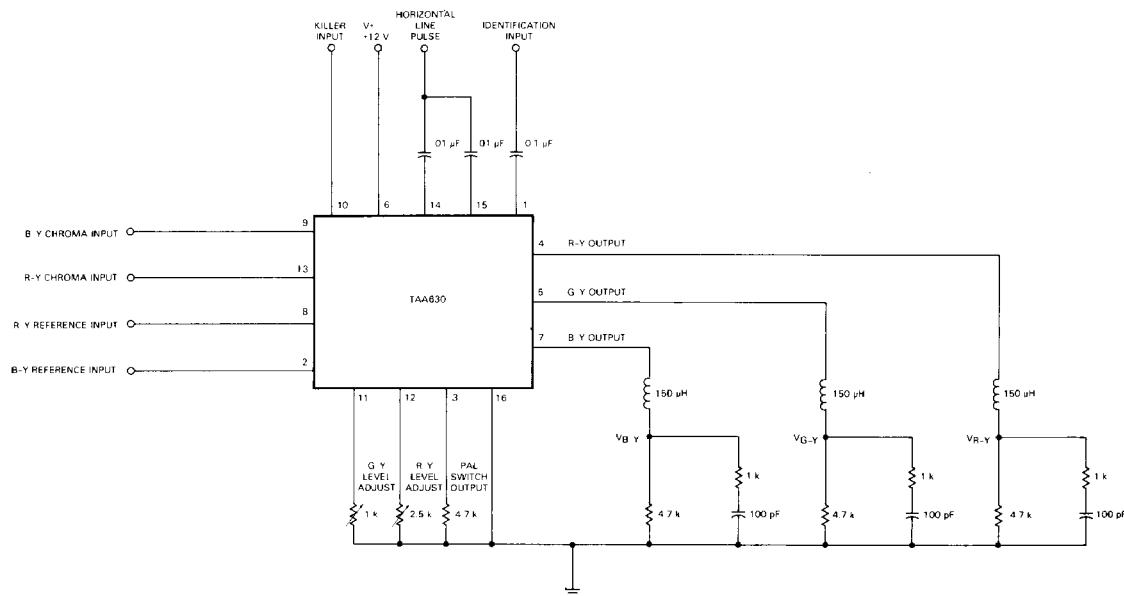 KILLER
INPUT
V+
+12 V
HORIZONTAL
LINE
PULSE
IDENTIFICATION
INPUT
.01 µF
.01 µF
0.1 µF
10
6
14
15
1
B Y CHROMA INPUT
9
R-Y CHROMA INPUT
13
R Y REFERENCE INPUT
8
B-Y REFERENCE INPUT
2
TAA630
4
R-Y OUTPUT
5
G Y OUTPUT
7
B Y OUTPUT
11
12
3
16
G Y
LEVEL
ADJUST
R Y
LEVEL
ADJUST
PAL
SWITCH
OUTPUT
1 k
2.5 k
4.7 k
150 µH
150 µH
150 µH
VB Y
VG-Y
VR-Y
1 k
1 k
1 k
4.7 k
100 pF
4.7k
100 pF
4 7 k
100 pF